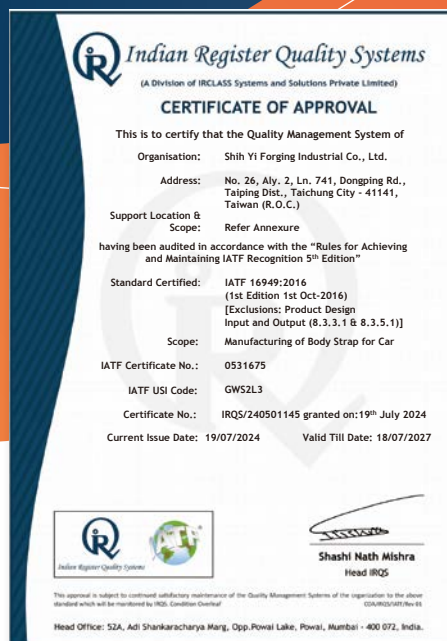 IR
Indian Register Quality Systems
(A Division of IRCLASS Systems and Solutions Private Limited)
CERTIFICATE OF APPROVAL
This is to certify that the Quality Management System of
Organisation: Shih Yi Forging Industrial Co., Ltd.
Address: No. 26, Aly. 2, Ln. 741, Dongping Rd.,
Taiping Dist., Taichung City - 41141,
Taiwan (R.O.C.)
Support Location &
Scope: Refer Annexure
having been audited in accordance with the “Rules for Achieving
and Maintaining IATF Recognition 5th Edition”
Standard Certified: IATF 16949:2016
(1st Edition 1st Oct-2016)
[Exclusions: Product Design
Input and Output (8.3.3.1 & 8.3.5.1)]
Scope: Manufacturing of Body Strap for Car
IATF Certificate No.: 0531675
IATF USI Code: GWS2L3
Certificate No.: IRQS/240501145 granted on:19th July 2024
Current Issue Date: 19/07/2024 Valid Till Date: 18/07/2027
IR
IATF
Indian Register Quality Systems
Shashi Nath Mishra
Head IRQS
This approval is subject to continued satisfactory maintenance of the Quality Management Systems of the organization to the above
standard which will be monitored by IRQS. Condition Overleaf COA/IRQS/IATF/Rev 01
Head Office: 52A, Adi Shankaracharya Marg, Opp.Powai Lake, Powai, Mumbai - 400 072, India.